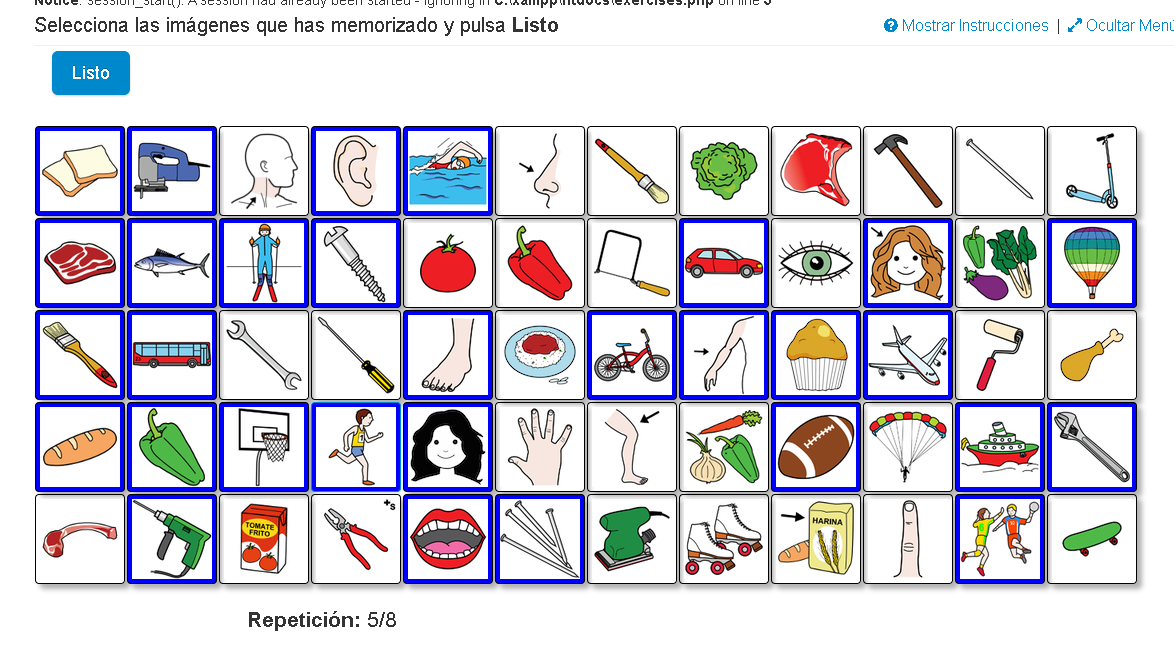 Notice: session_start(): A session had already been started - ignoring in C:\xampp\htdocs\exercises.php on line 3
Selecciona las imágenes que has memorizado y pulsa Listo
Mostrar Instrucciones | Ocultar Menú
Listo
+s
TOMATE
FRITO
HARINA
Repetición: 5/8